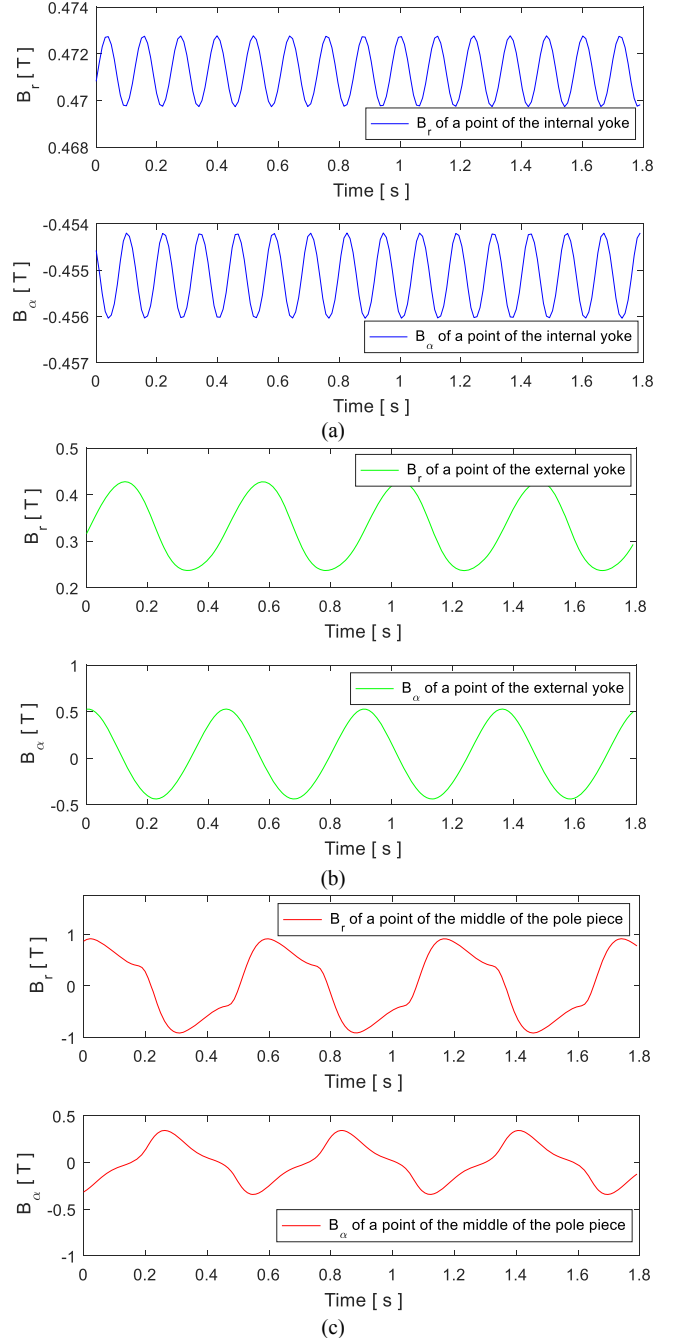 0.474
0.472
0.47
0.468
B_r [ T ]
B_r of a point of the internal yoke
0 0.2 0.4 0.6 0.8 1 1.2 1.4 1.6 1.8
Time [ s ]
-0.454
-0.455
-0.456
-0.457
B_α [ T ]
B_α of a point of the internal yoke
0 0.2 0.4 0.6 0.8 1 1.2 1.4 1.6 1.8
Time [ s ]
(a)
0.5
0.4
0.3
0.2
B_r [ T ]
B_r of a point of the external yoke
0 0.2 0.4 0.6 0.8 1 1.2 1.4 1.6 1.8
Time [ s ]
1
0.5
0
-0.5
B_α [ T ]
B_α of a point of the external yoke
0 0.2 0.4 0.6 0.8 1 1.2 1.4 1.6 1.8
Time [ s ]
(b)
1
0
-1
B_r [ T ]
B_r of a point of the middle of the pole piece
0 0.2 0.4 0.6 0.8 1 1.2 1.4 1.6 1.8
Time [ s ]
0.5
0
-0.5
-1
B_α [ T ]
B_α of a point of the middle of the pole piece
0 0.2 0.4 0.6 0.8 1 1.2 1.4 1.6 1.8
Time [ s ]
(c)